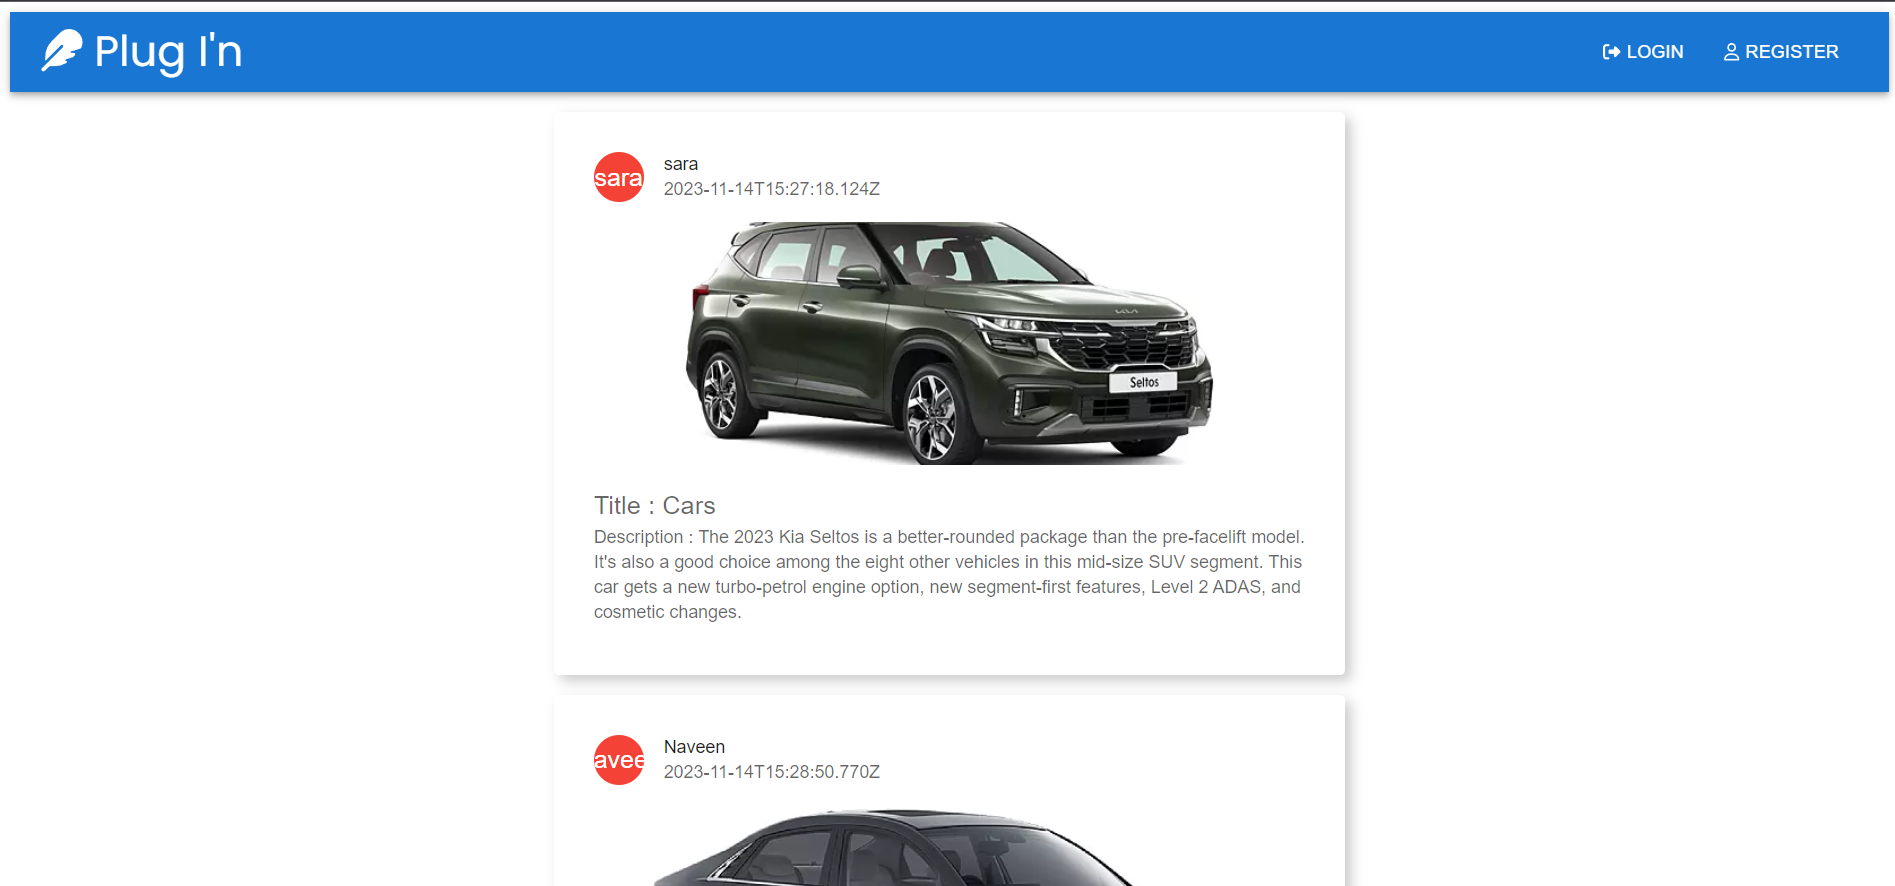 Plug I'n
LOGIN
REGISTER
sara
sara
2023-11-14T15:27:18.124Z
Seltos
Title : Cars
Description : The 2023 Kia Seltos is a better-rounded package than the pre-facelift model.
It's also a good choice among the eight other vehicles in this mid-size SUV segment. This
car gets a new turbo-petrol engine option, new segment-first features, Level 2 ADAS, and
cosmetic changes.
avee
Naveen
2023-11-14T15:28:50.770Z